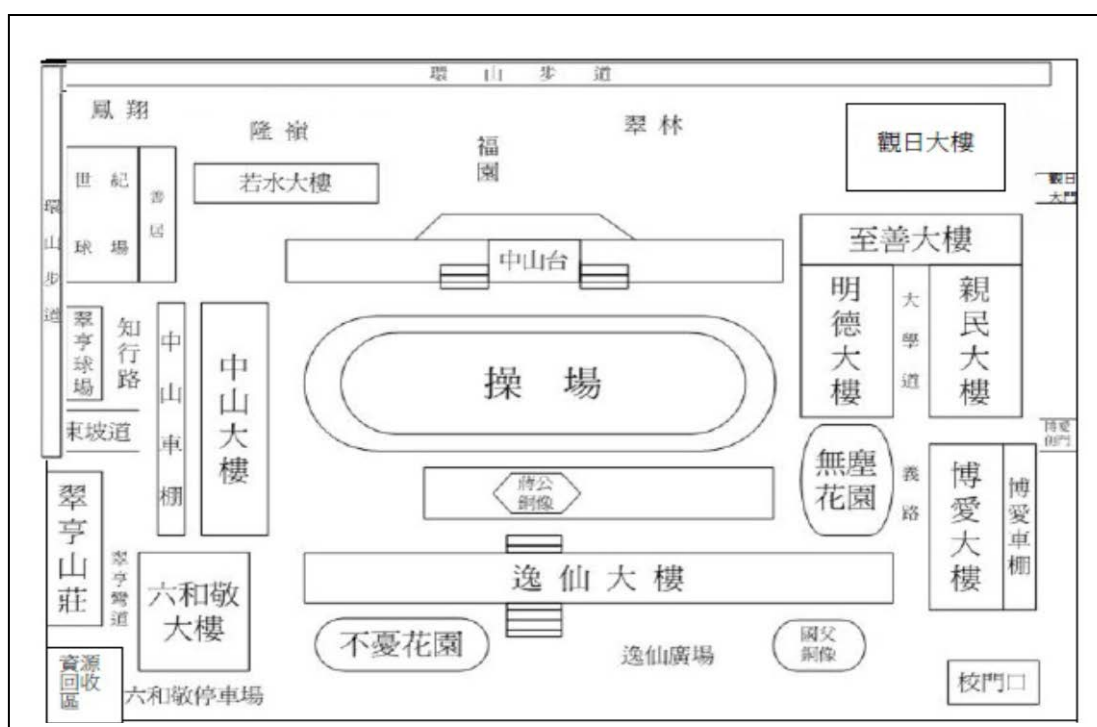 環山步道
鳳翔
隆嶺
福園
翠林
觀日大樓
觀日
大門
世紀
球場
善居
若水大樓
環山步道
中山台
至善大樓
明德大樓
大學道
親民大樓
翠亨球場
知行路
中山車棚
中山大樓
操場
東坡道
博愛
側門
蔣公
銅像
無塵
花園
義路
博愛大樓
博愛車棚
翠亨山莊
翠亨彎道
六和敬
大樓
逸仙大樓
不憂花園
逸仙廣場
國父
銅像
資源
回收
區
六和敬停車場
校門口